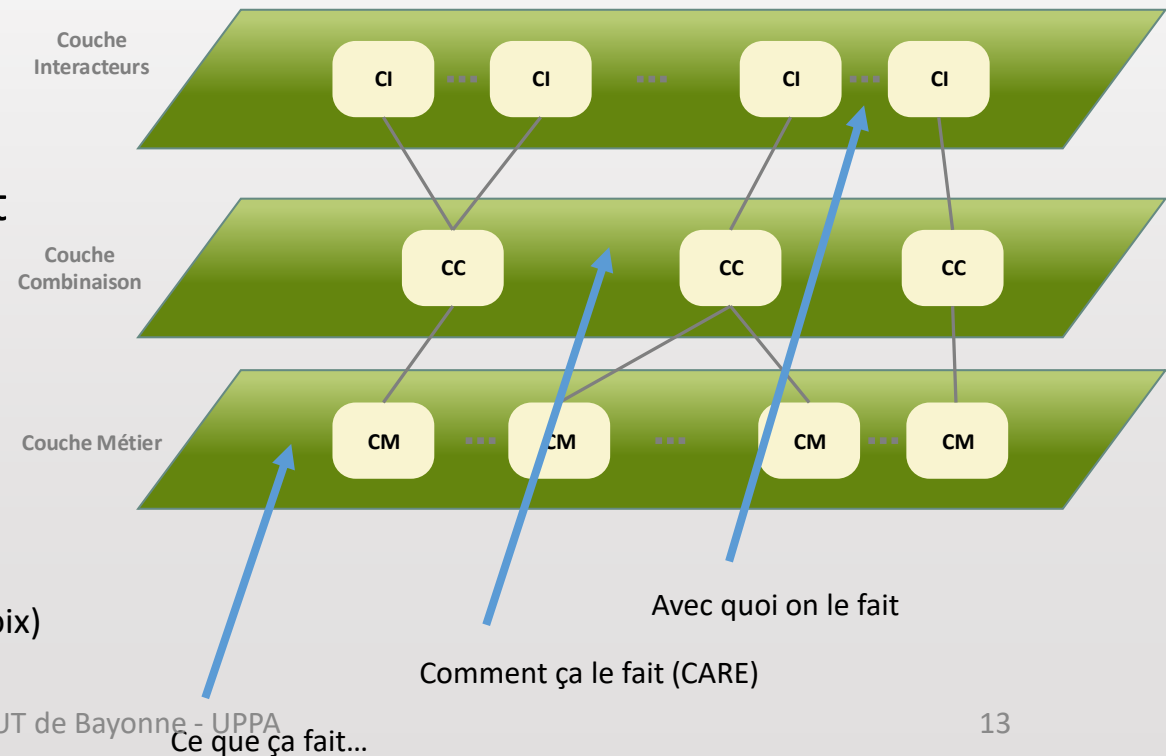 Couche
Interacteurs
CI ... CI ... CI ... CI
t
Couche
Combinaison
CC CC CC
Couche Métier
CM ... CM ... CM ... CM
Avec quoi on le fait
oix)
Comment ça le fait (CARE)
UT de Bayonne - UPPA
13
Ce que ça fait…